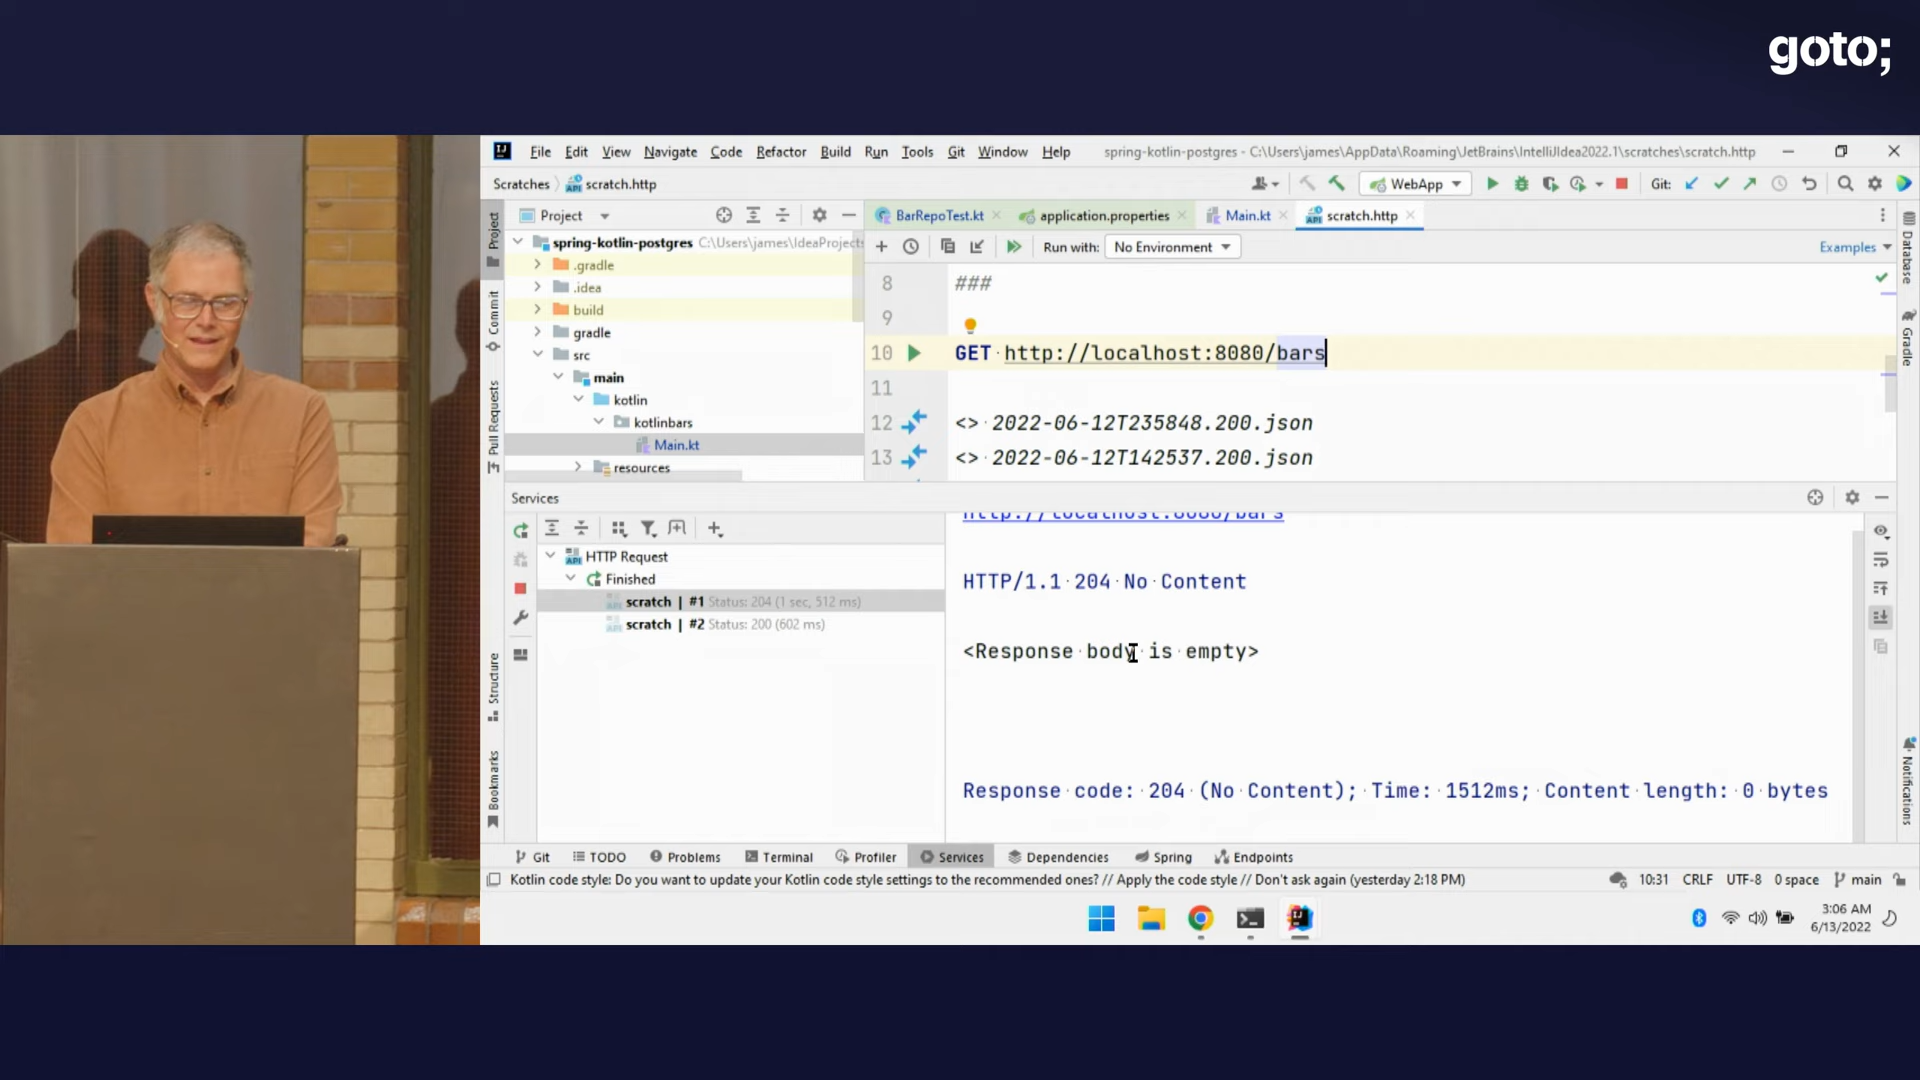 goto;
File Edit View Navigate Code Refactor Build Run Tools Git Window Help spring-kotlin-postgres - C:\Users\james\AppData\Roaming\JetBrains\IntelliJIdea2022.1\scratches\scratch.http
Scratches scratch.http WebApp Git:
Project BarRepoTest.kt application.properties Main.kt scratch.http
spring-kotlin-postgres C:\Users\james\IdeaProjects
Run with: No Environment Examples
.gradle
.idea
build
gradle
src
main
kotlin
kotlinbars
Main.kt
resources
8 ###
9
10 GET http://localhost:8080/bars
11
12 <> 2022-06-12T235848.200.json
13 <> 2022-06-12T142537.200.json
Project
Commit
Pull Requests
Structure
Bookmarks
Database
Gradle
Notifications
Services
HTTP Request
Finished
scratch | #1 Status: 204 (1 sec, 512 ms)
scratch | #2 Status: 200 (602 ms)
http://localhost:8080/bars
HTTP/1.1 204 No Content
<Response body is empty>
Response code: 204 (No Content); Time: 1512ms; Content length: 0 bytes
Git TODO Problems Terminal Profiler Services Dependencies Spring Endpoints
Kotlin code style: Do you want to update your Kotlin code style settings to the recommended ones? // Apply the code style // Don't ask again (yesterday 2:18 PM) 10:31 CRLF UTF-8 0 space main
3:06 AM
6/13/2022